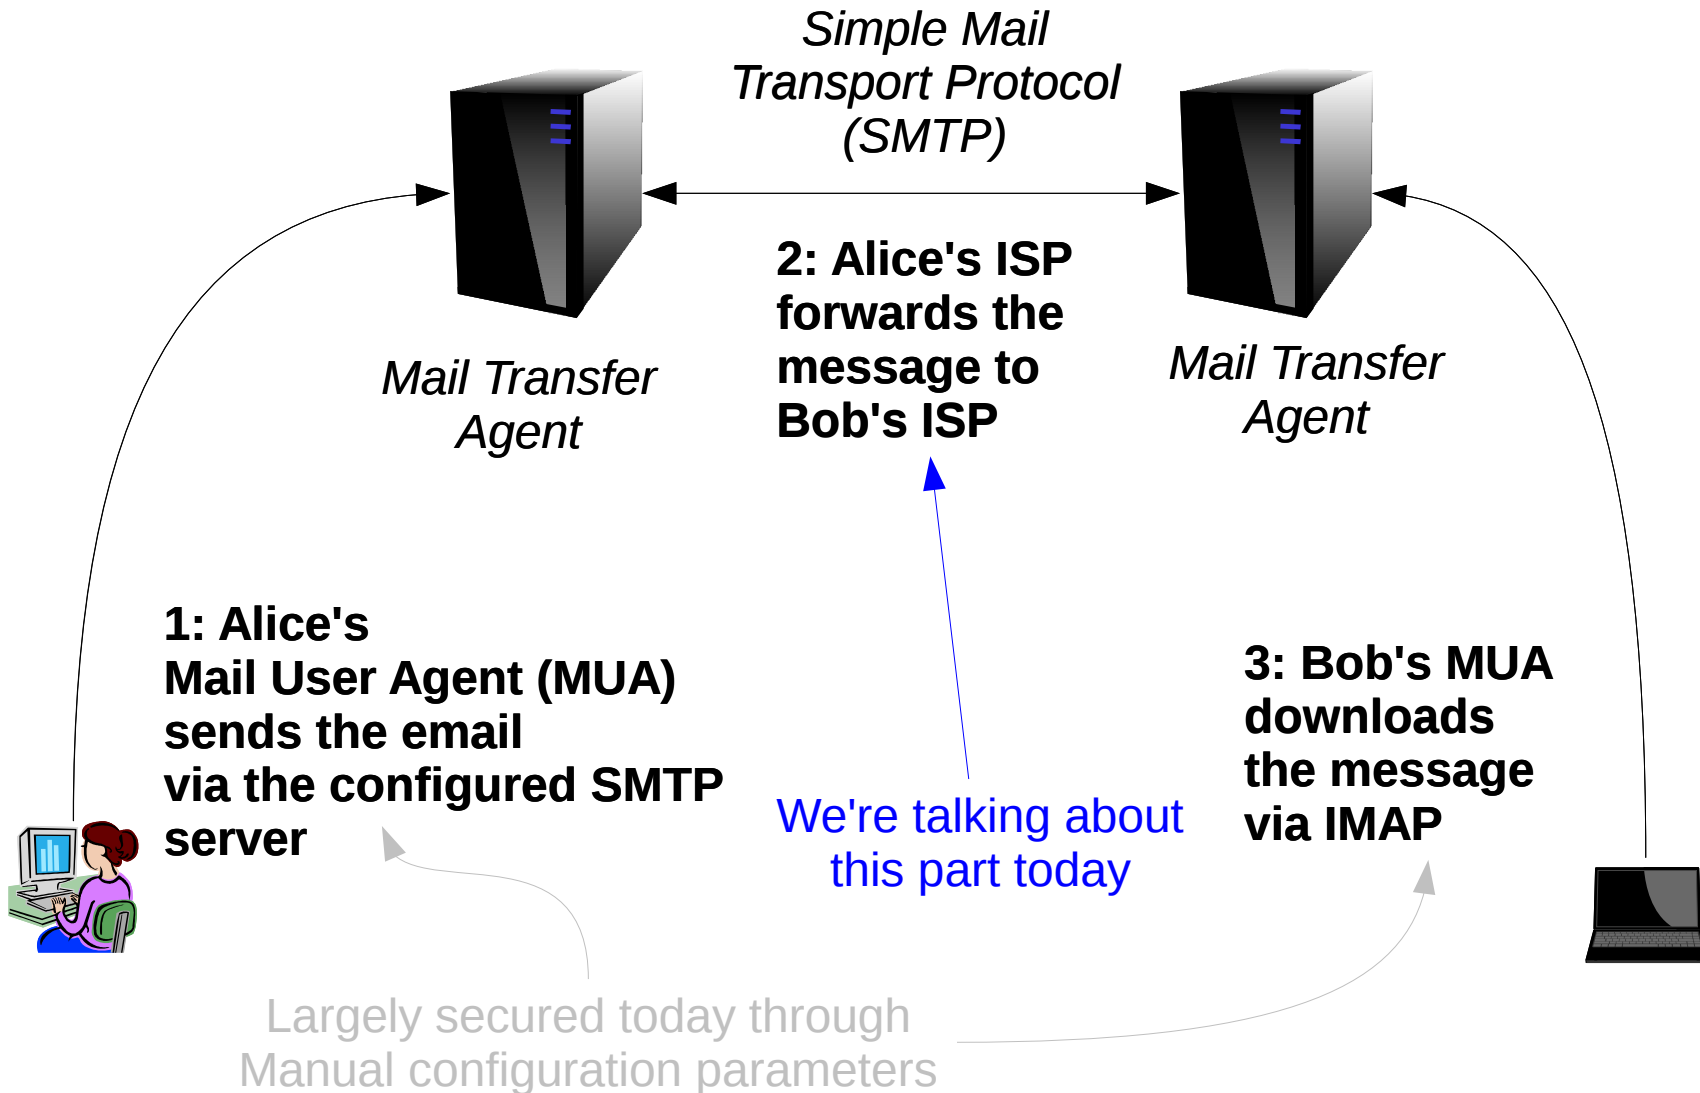 Simple Mail
Transport Protocol
(SMTP)
2: Alice's ISP
forwards the
message to
Bob's ISP
Mail Transfer
Agent
Mail Transfer
Agent
1: Alice's
Mail User Agent (MUA)
sends the email
via the configured SMTP
server
3: Bob's MUA
downloads
the message
via IMAP
We're talking about
this part today
Largely secured today through
Manual configuration parameters